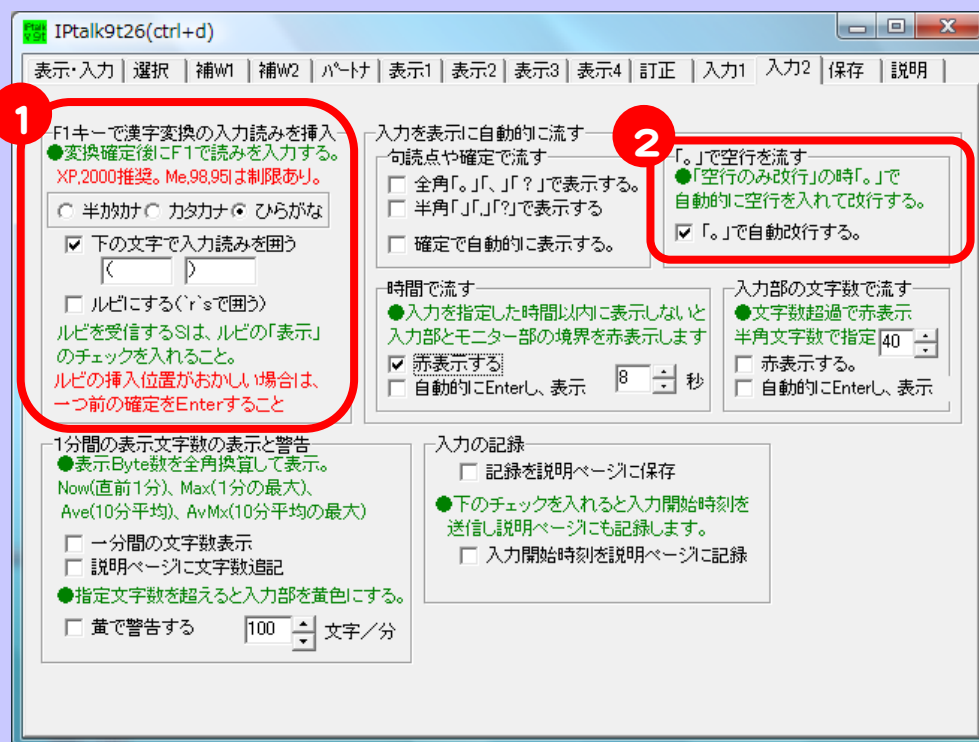 IPtalk9t26(ctrl+d)
表示・入力 選択 補W1 補W2 パートナ 表示1 表示2 表示3 表示4 訂正 入力1 入力2 保存 説明
1
F1キーで漢字変換の入力読みを挿入
●変換確定後にF1で読みを入力する。
XP,2000推奨。Me,98,95は制限あり。
半カタカナ カタカナ ひらがな
下の文字で入力読みを囲う
( )
ルビにする(`r`sで囲う)
ルビを受信するSIは、ルビの「表示」
のチェックを入れること。
ルビの挿入位置がおかしい場合は、
一つ前の確定をEnterすること
入力を表示に自動的に流す
句読点や確定で流す
全角「。」「、」「？」で表示する。
半角「」「,」「?」で表示する
確定で自動的に表示する。
2
「。」で空行を流す
●「空行のみ改行」の時「。」で
自動的に空行を入れて改行する。
「。」で自動改行する。
時間で流す
●入力を指定した時間以内に表示しないと
入力部とモニター部の境界を赤表示します
赤表示する
自動的にEnterし、表示 8 秒
入力部の文字数で流す
●文字数超過で赤表示
半角文字数で指定 40
赤表示する。
自動的にEnterし、表示
1分間の表示文字数の表示と警告
●表示Byte数を全角換算して表示。
Now(直前1分)、Max(1分の最大)、
Ave(10分平均)、AvMx(10分平均の最大)
一分間の文字数表示
説明ページに文字数追記
●指定文字数を超えると入力部を黄色にする。
黄で警告する 100 文字／分
入力の記録
記録を説明ページに保存
●下のチェックを入れると入力開始時刻を
送信し説明ページにも記録します。
入力開始時刻を説明ページに記録